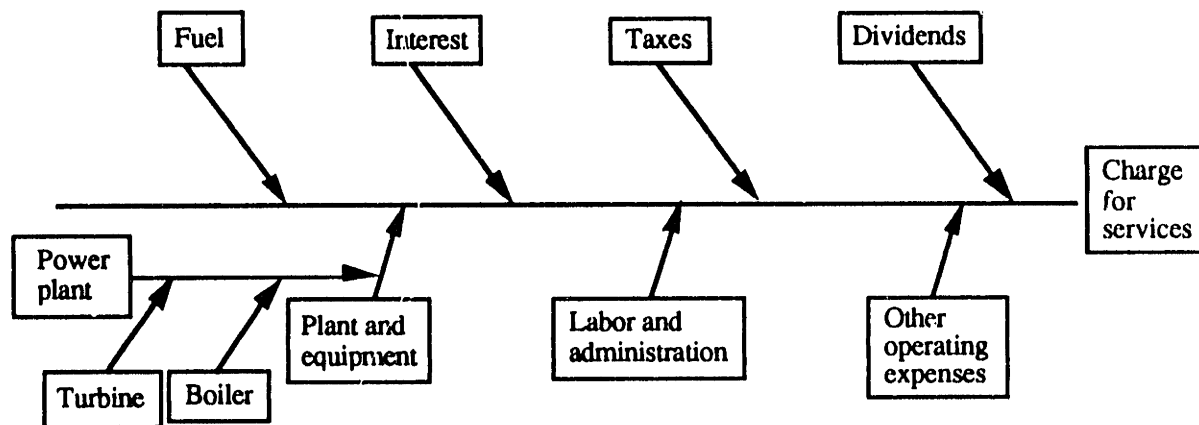 Fuel
Interest
Taxes
Dividends
Charge
for
services
Power
plant
Plant and
equipment
Labor and
administration
Other
operating
expenses
Turbine
Boiler